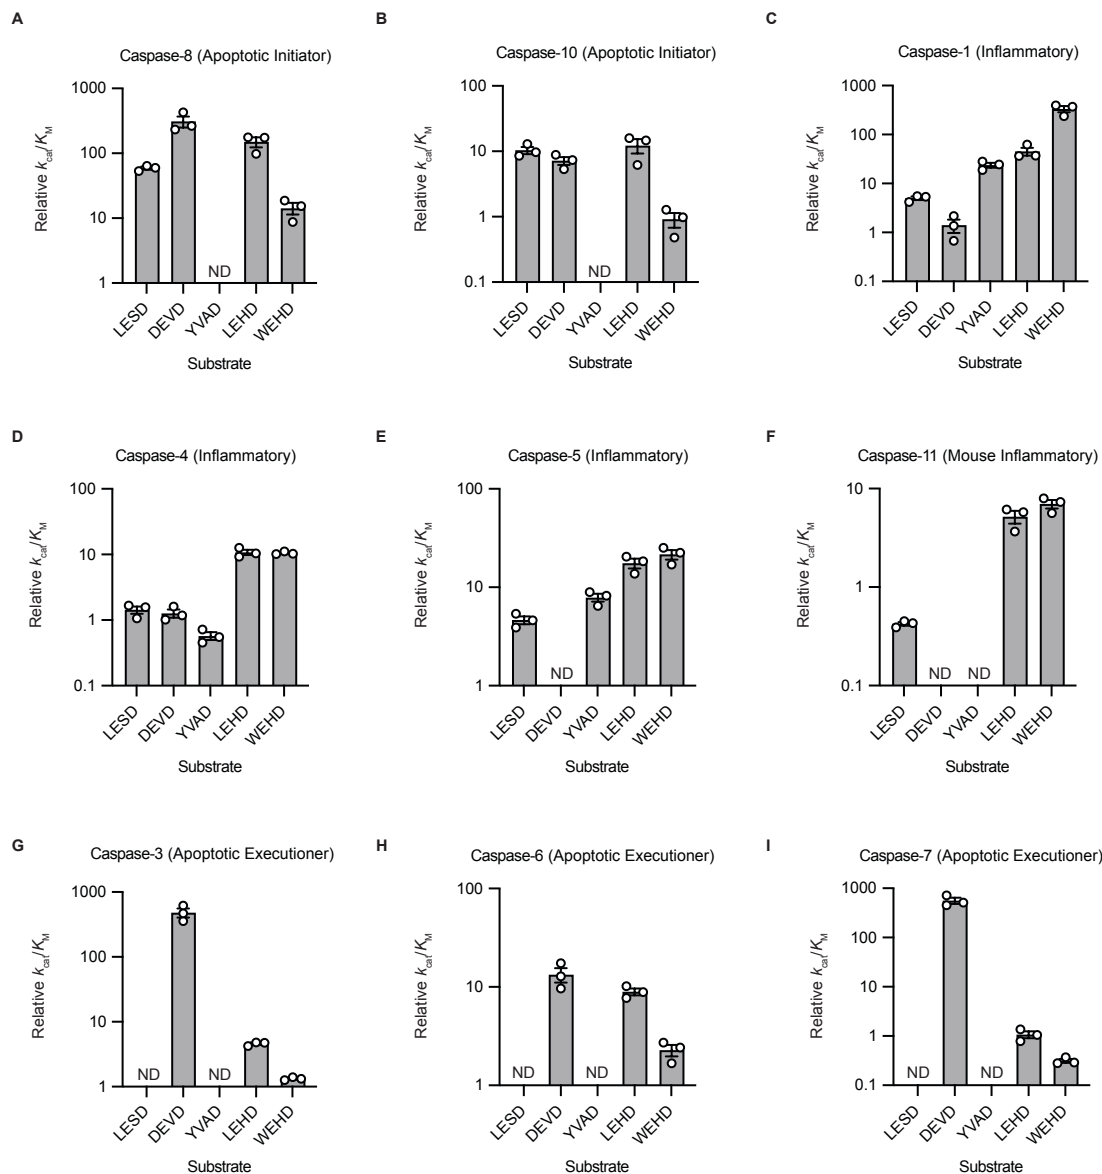 A
Caspase-8 (Apoptotic Initiator)
1000
100
10
1
Relative kcat/KM
ND
LESD
DEVD
YVAD
LEHD
WEHD
Substrate
B
Caspase-10 (Apoptotic Initiator)
100
10
1
0.1
Relative kcat/KM
ND
LESD
DEVD
YVAD
LEHD
WEHD
Substrate
C
Caspase-1 (Inflammatory)
1000
100
10
1
0.1
Relative kcat/KM
LESD
DEVD
YVAD
LEHD
WEHD
Substrate
D
Caspase-4 (Inflammatory)
100
10
1
0.1
Relative kcat/KM
LESD
DEVD
YVAD
LEHD
WEHD
Substrate
E
Caspase-5 (Inflammatory)
100
10
1
Relative kcat/KM
ND
LESD
DEVD
YVAD
LEHD
WEHD
Substrate
F
Caspase-11 (Mouse Inflammatory)
10
1
0.1
Relative kcat/KM
ND
ND
LESD
DEVD
YVAD
LEHD
WEHD
Substrate
G
Caspase-3 (Apoptotic Executioner)
1000
100
10
1
Relative kcat/KM
ND
ND
LESD
DEVD
YVAD
LEHD
WEHD
Substrate
H
Caspase-6 (Apoptotic Executioner)
100
10
1
Relative kcat/KM
ND
ND
LESD
DEVD
YVAD
LEHD
WEHD
Substrate
I
Caspase-7 (Apoptotic Executioner)
1000
100
10
1
0.1
Relative kcat/KM
ND
ND
LESD
DEVD
YVAD
LEHD
WEHD
Substrate